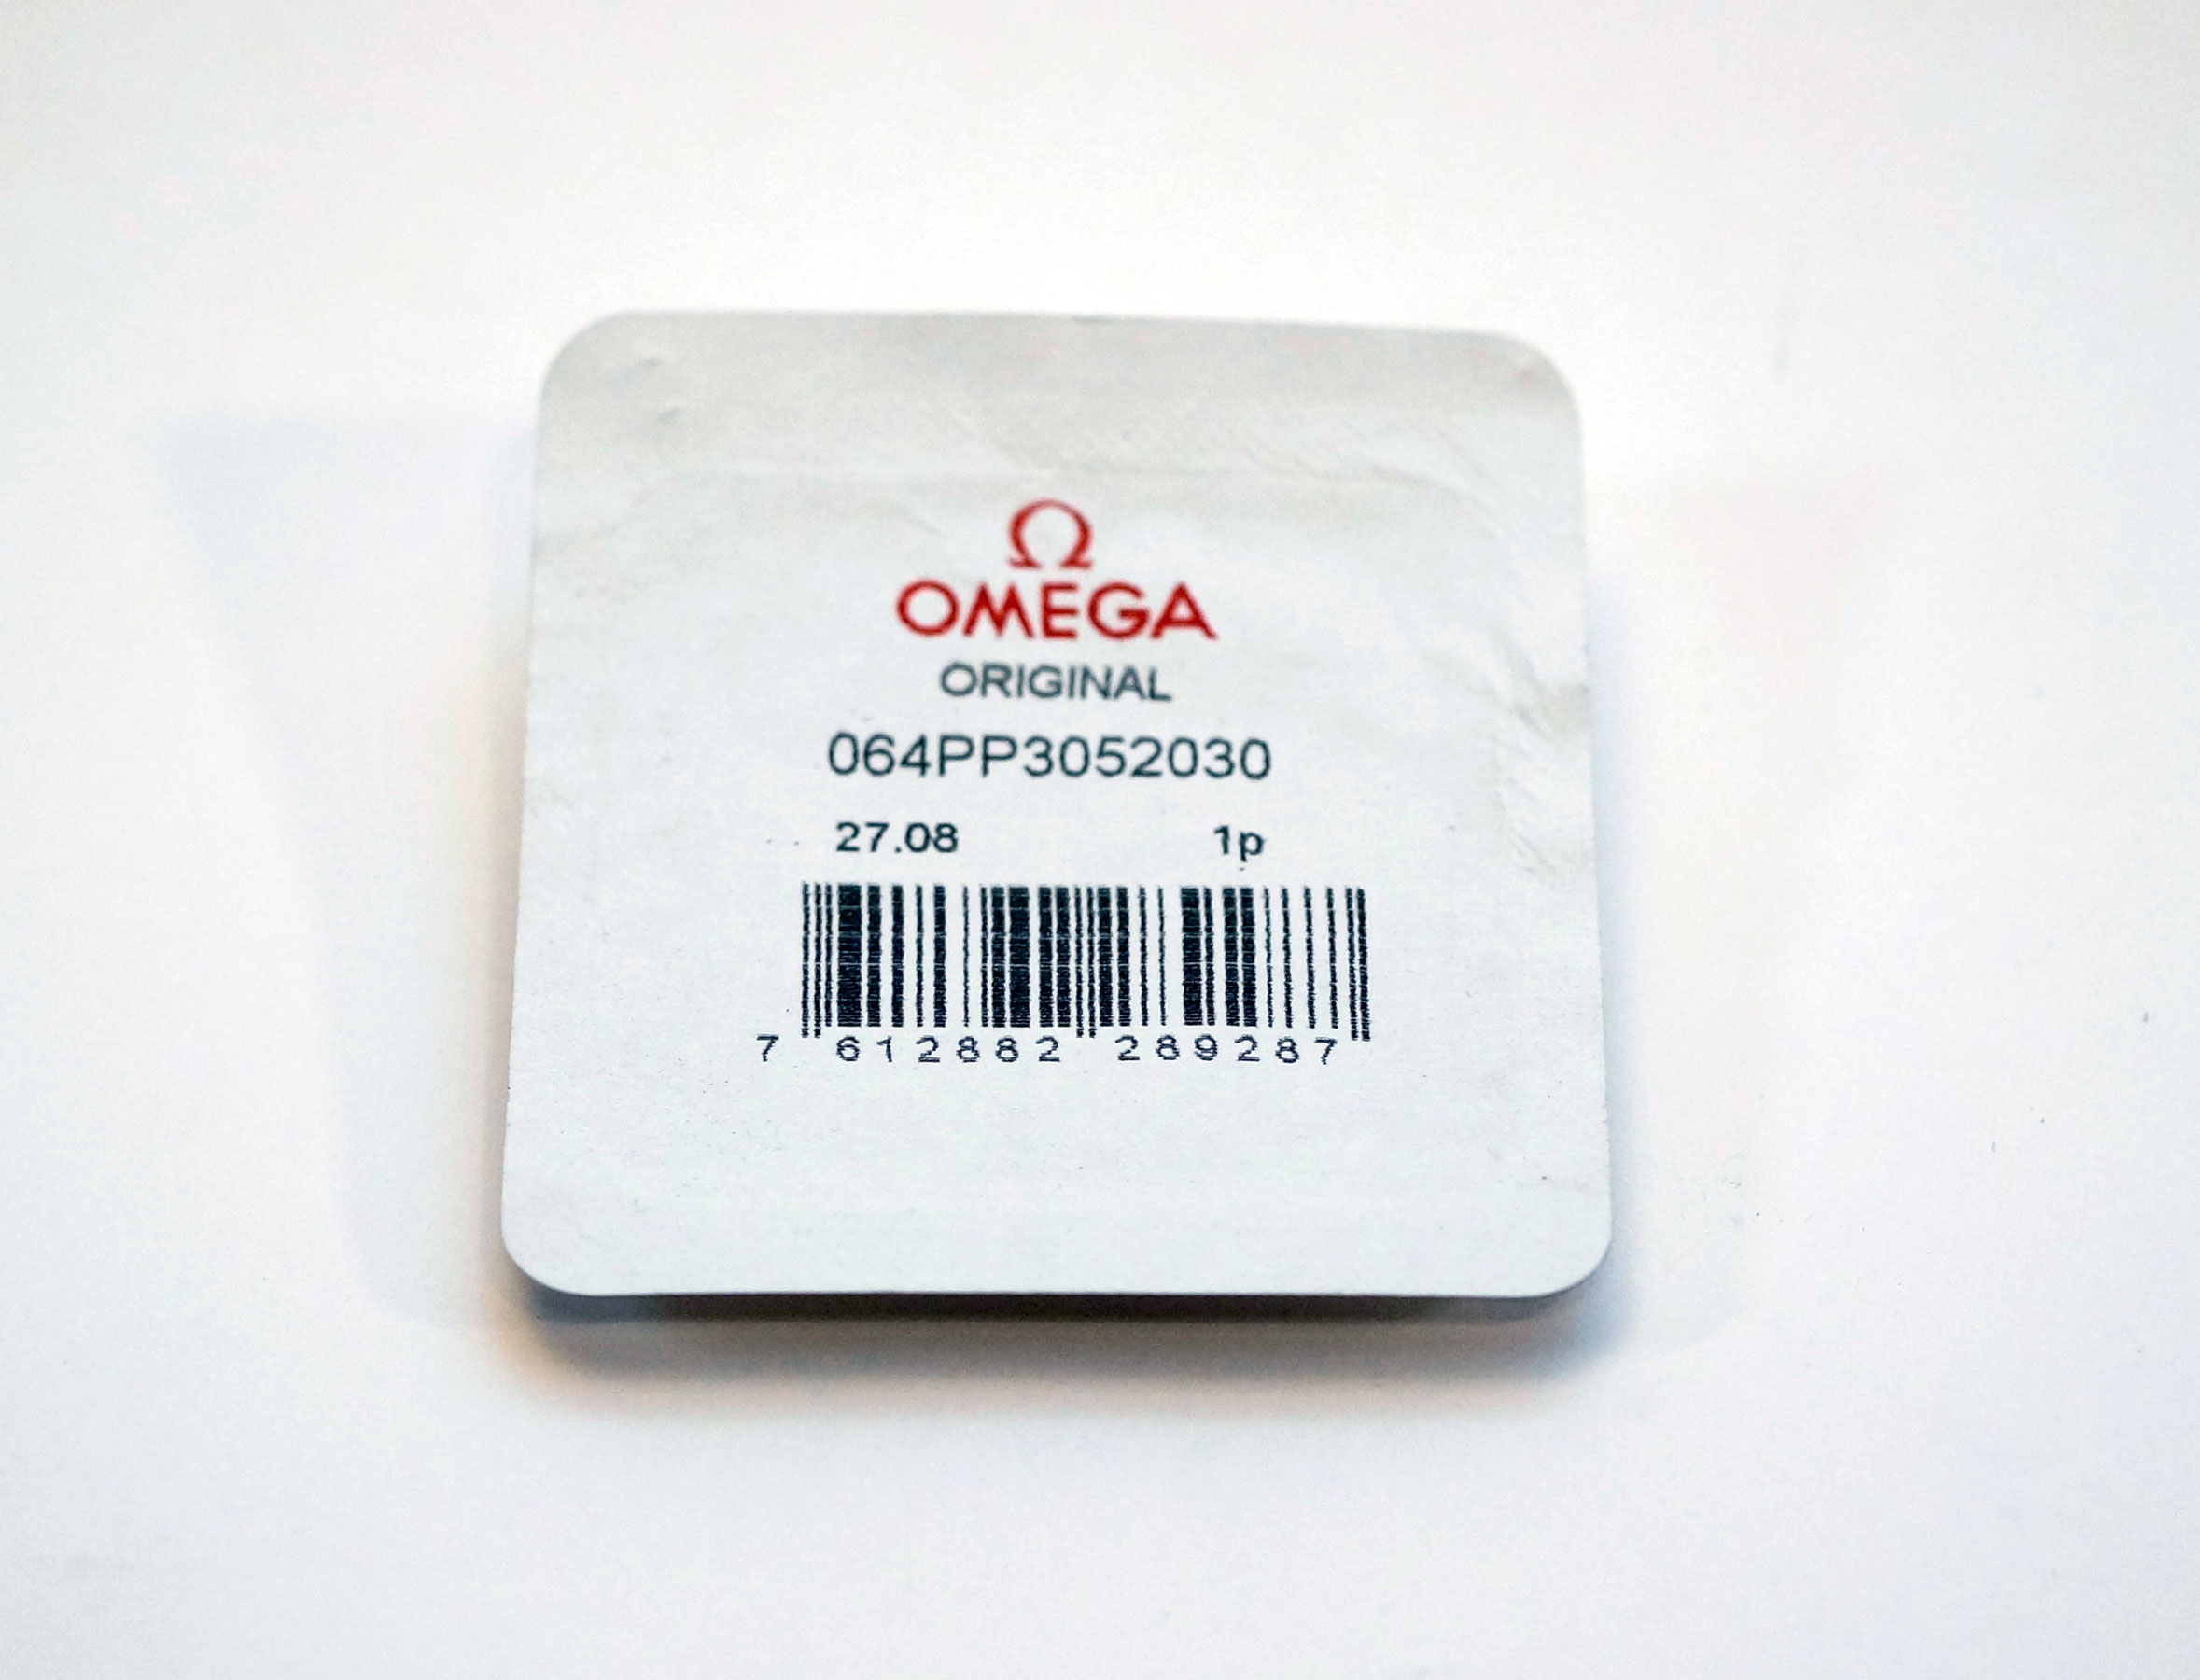 Ω
OMEGA
ORIGINAL
064PP3052030
27.08 1p
7 612882 289287